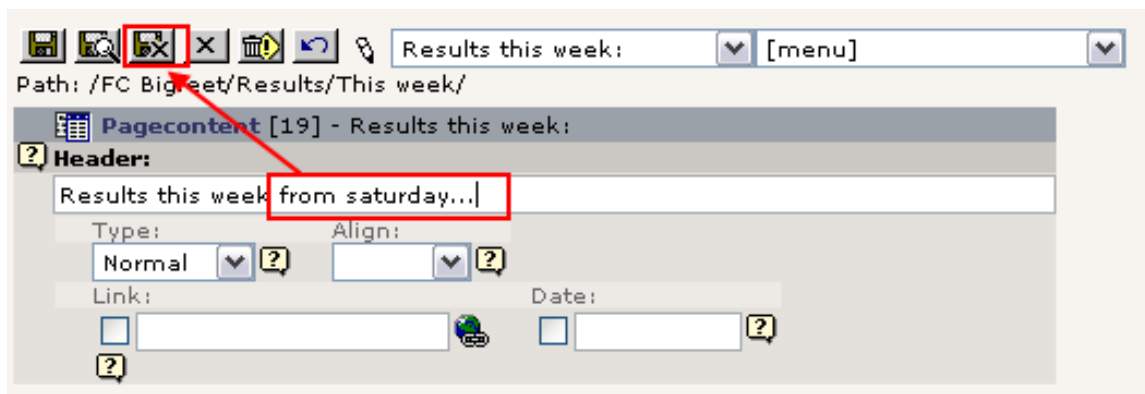 Results this week: [menu]
Path: /FC Bigfeet/Results/This week/
Pagecontent [19] - Results this week:
Header:
Results this week from saturday...
Type: Align:
Normal
Link: Date: